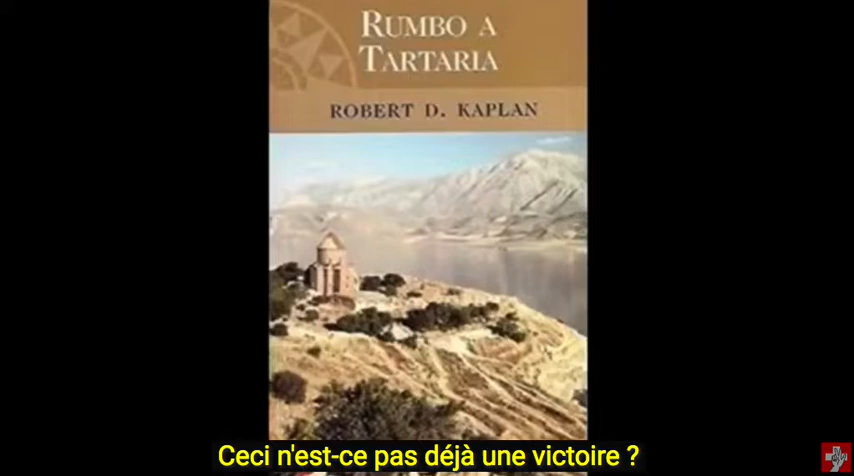 RUMBO A
TARTARIA
ROBERT D. KAPLAN
Ceci n'est-ce pas déjà une victoire ?